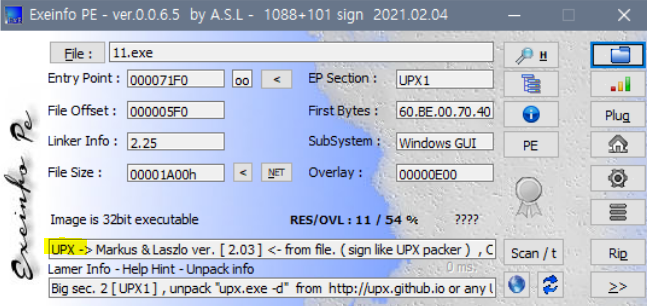 Exeinfo PE - ver.0.0.6.5 by A.S.L - 1088+101 sign 2021.02.04
File : 11.exe H
Entry Point : 000071F0 oo < EP Section : UPX1
File Offset : 000005F0 First Bytes : 60.BE.00.70.40 Plug
Linker Info : 2.25 SubSystem : Windows GUI PE
File Size : 00001A00h < NET Overlay : 00000E00
Image is 32bit executable RES/OVL : 11 / 54 % ????
UPX -> Markus & Laszlo ver. [ 2.03 ] <- from file. ( sign like UPX packer ) , C Scan / t Rip
Lamer Info - Help Hint - Unpack info 0 ms.
Big sec. 2 [ UPX1 ] , unpack "upx.exe -d" from http://upx.github.io or any >>
Exeinfo Pe